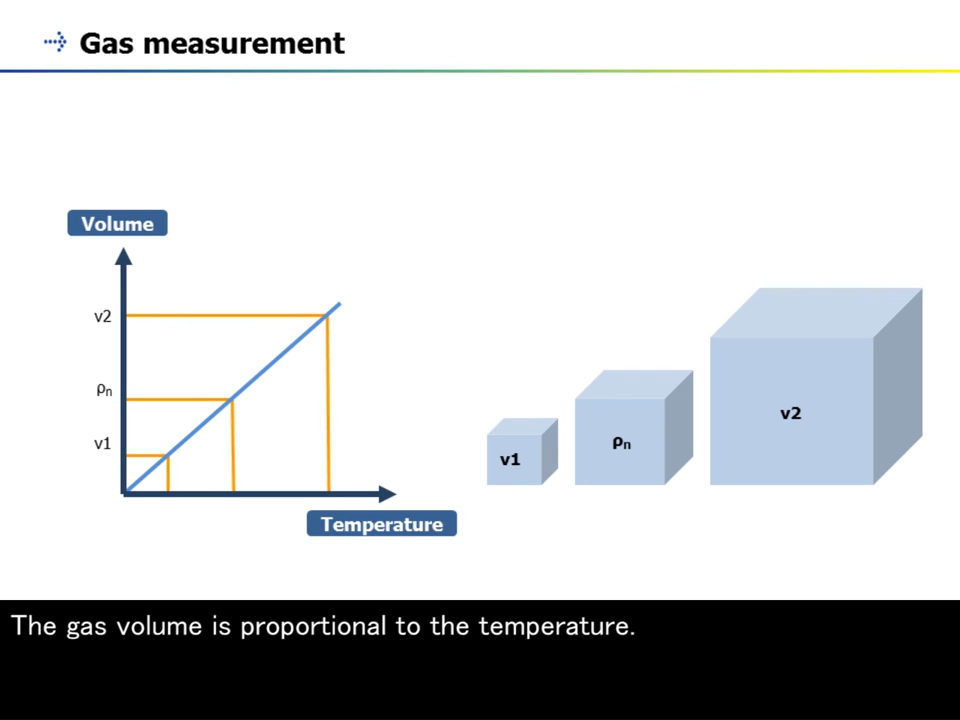 Gas measurement
Volume
v2
ρn
v1
Temperature
v1
ρn
v2
The gas volume is proportional to the temperature.